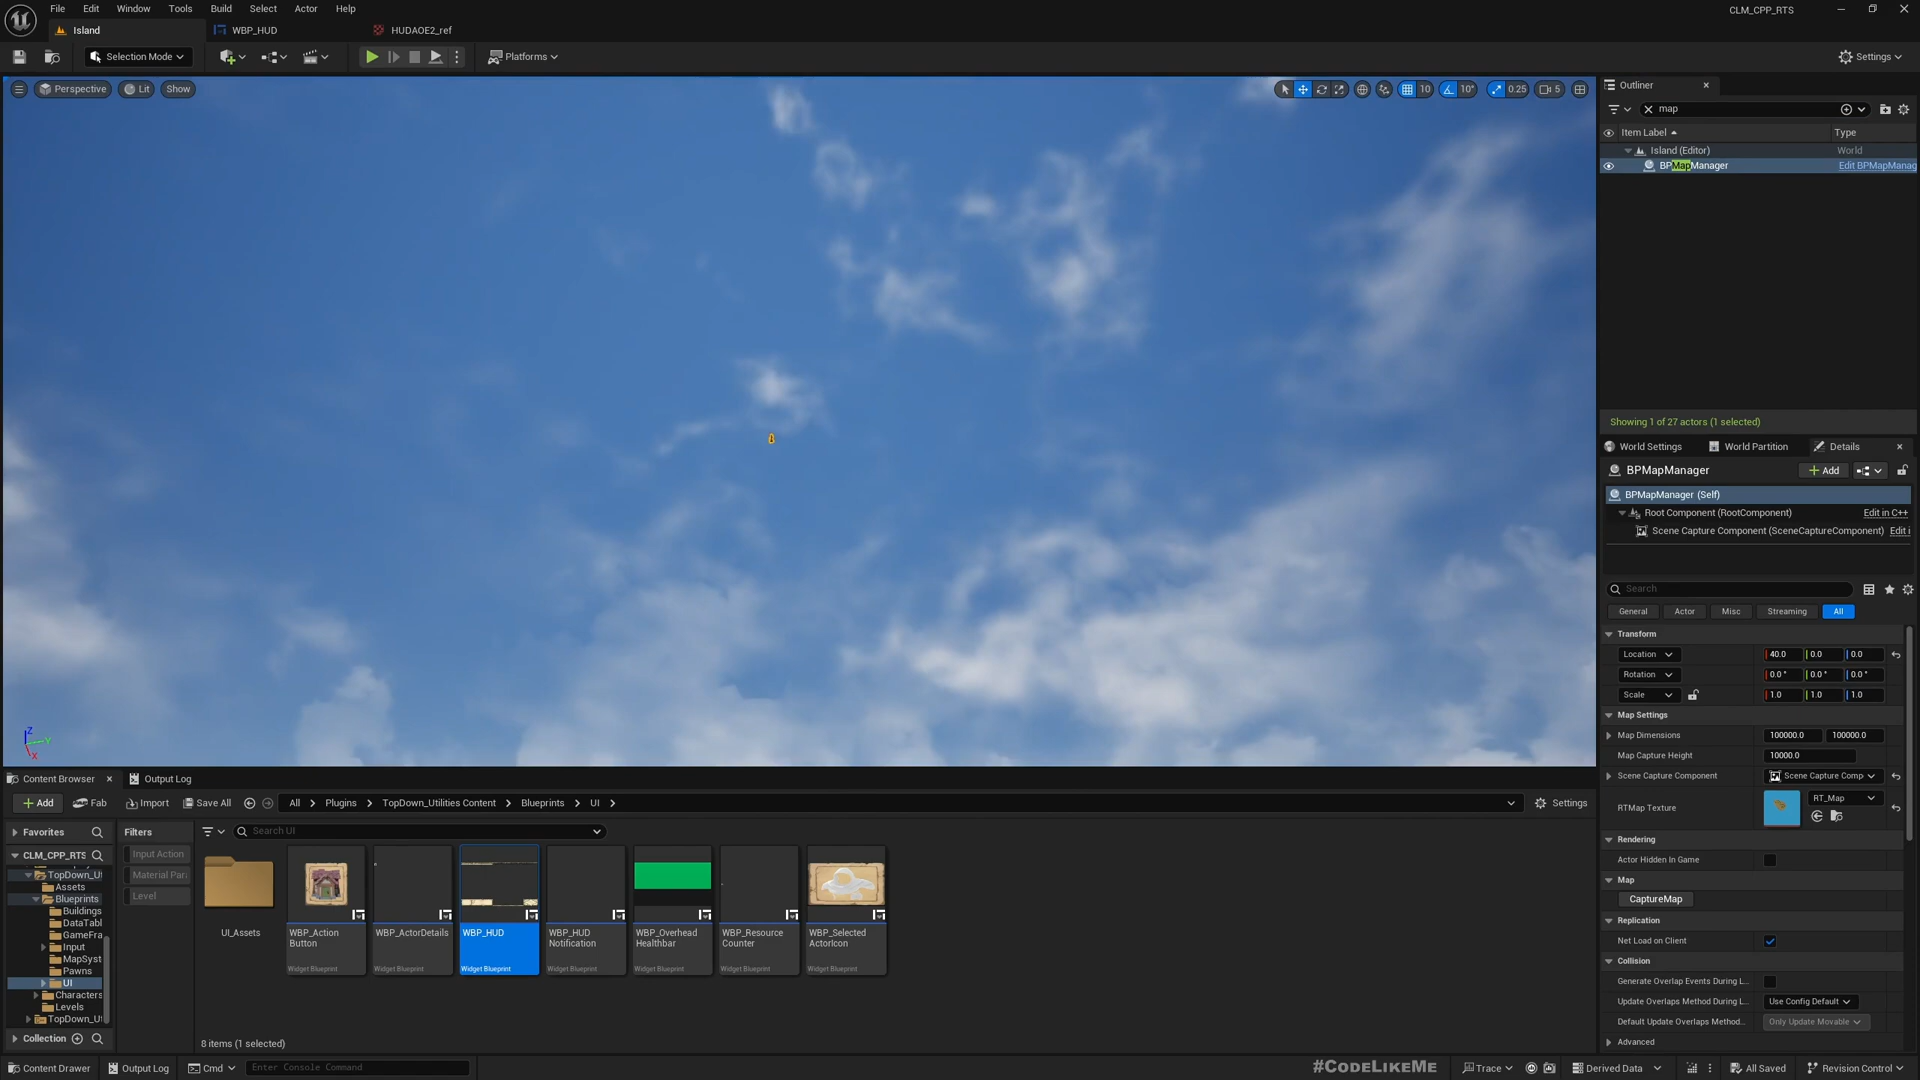 File Edit Window Tools Build Select Actor Help
CLM_CPP_RTS
Island
WBP_HUD
HUDAOE2_ref
Selection Mode
Platforms
Settings
Perspective
Lit
Show
10
10°
0.25
5
Outliner
map
Item Label
Type
Island (Editor)
World
BPMapManager
Edit BPMapManag
Showing 1 of 27 actors (1 selected)
World Settings
World Partition
Details
BPMapManager
Add
BPMapManager (Self)
Root Component (RootComponent)
Edit in C++
Scene Capture Component (SceneCaptureComponent)
Edit i
Search
General
Actor
Misc
Streaming
All
Transform
Location
40.0
0.0
0.0
Rotation
0.0 °
0.0 °
0.0 °
Scale
1.0
1.0
1.0
Map Settings
Map Dimensions
100000.0
100000.0
Map Capture Height
10000.0
Scene Capture Component
Scene Capture Comp
RTMap Texture
RT_Map
Rendering
Actor Hidden In Game
Map
CaptureMap
Replication
Net Load on Client
Collision
Generate Overlap Events During L...
Update Overlaps Method During L...
Use Config Default
Default Update Overlaps Method...
Only Update Movable
Advanced
Z
Y
X
Content Browser
Output Log
Add
Fab
Import
Save All
All
Plugins
TopDown_Utilities Content
Blueprints
UI
Settings
Favorites
CLM_CPP_RTS
TopDown_Ut
Assets
Blueprints
Buildings
DataTabl
GameFra
Input
MapSyst
Pawns
UI
Characters
Levels
TopDown_Ut
Collection
Filters
Input Action
Material Par
Level
Search UI
UI_Assets
WBP_Action
Button
Widget Blueprint
WBP_ActorDetails
Widget Blueprint
WBP_HUD
Widget Blueprint
WBP_HUD
Notification
Widget Blueprint
WBP_Overhead
Healthbar
Widget Blueprint
WBP_Resource
Counter
Widget Blueprint
WBP_Selected
ActorIcon
Widget Blueprint
8 items (1 selected)
Content Drawer
Output Log
Cmd
Enter Console Command
#CODELIKEME
Trace
Derived Data
All Saved
Revision Control